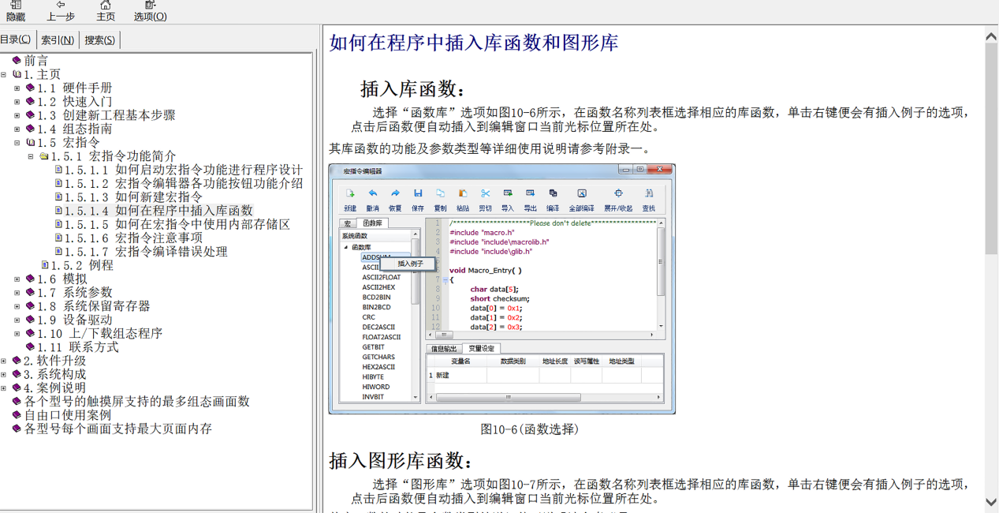 隐藏 上一步 主页 选项(O)
目录(C) 索引(N) 搜索(S)
前言
1.主页
1.1 硬件手册
1.2 快速入门
1.3 创建新工程基本步骤
1.4 组态指南
1.5 宏指令
1.5.1 宏指令功能简介
1.5.1.1 如何启动宏指令功能进行程序设计
1.5.1.2 宏指令编辑器各功能按钮功能介绍
1.5.1.3 如何新建宏指令
1.5.1.4 如何在程序中插入库函数
1.5.1.5 如何在宏指令中使用内部存储区
1.5.1.6 宏指令注意事项
1.5.1.7 宏指令编译错误处理
1.5.2 例程
1.6 模拟
1.7 系统参数
1.8 系统保留寄存器
1.9 设备驱动
1.10 上/下载组态程序
1.11 联系方式
2.软件升级
3.系统构成
4.案例说明
各个型号的触摸屏支持的最多组态画面数
自由口使用案例
各型号每个画面支持最大页面内存
如何在程序中插入库函数和图形库
插入库函数：
选择“函数库”选项如图10-6所示，在函数名称列表框选择相应的库函数，单击右键便会有插入例子的选项，
点击后函数便自动插入到编辑窗口当前光标位置所在处。
其库函数的功能及参数类型等详细使用说明请参考附录一。
宏指令编辑器
新建 撤消 恢复 保存 复制 粘贴 剪切 导入 导出 编译 全部编译 展开/收起 查找
宏 函数库
系统函数
函数库
ADDSUM
插入例子
ASCII
ASCII2FLOAT
ASCII2HEX
BCD2BIN
BIN2BCD
CRC
DEC2ASCII
FLOAT2ASCII
GETBIT
GETCHARS
HEX2ASCII
HIBYTE
HIWORD
INVBIT
1 /*********************Please don't delete******************
2 #include "macro.h"
3 #include "include\macrolib.h"
4 #include "include\glib.h"
void Macro_Entry( )
7 {
8 char data[5];
9 short checksum;
10 data[0] = 0x1;
11 data[1] = 0x2;
12 data[2] = 0x3;
信息输出 变量设定
变量名 数据类别 地址长度 读写属性 地址类型
1 新建
图10-6(函数选择)
插入图形库函数：
选择“图形库”选项如图10-7所示，在函数名称列表框选择相应的库函数，单击右键便会有插入例子的选项，
点击后函数便自动插入到编辑窗口当前光标位置所在处。